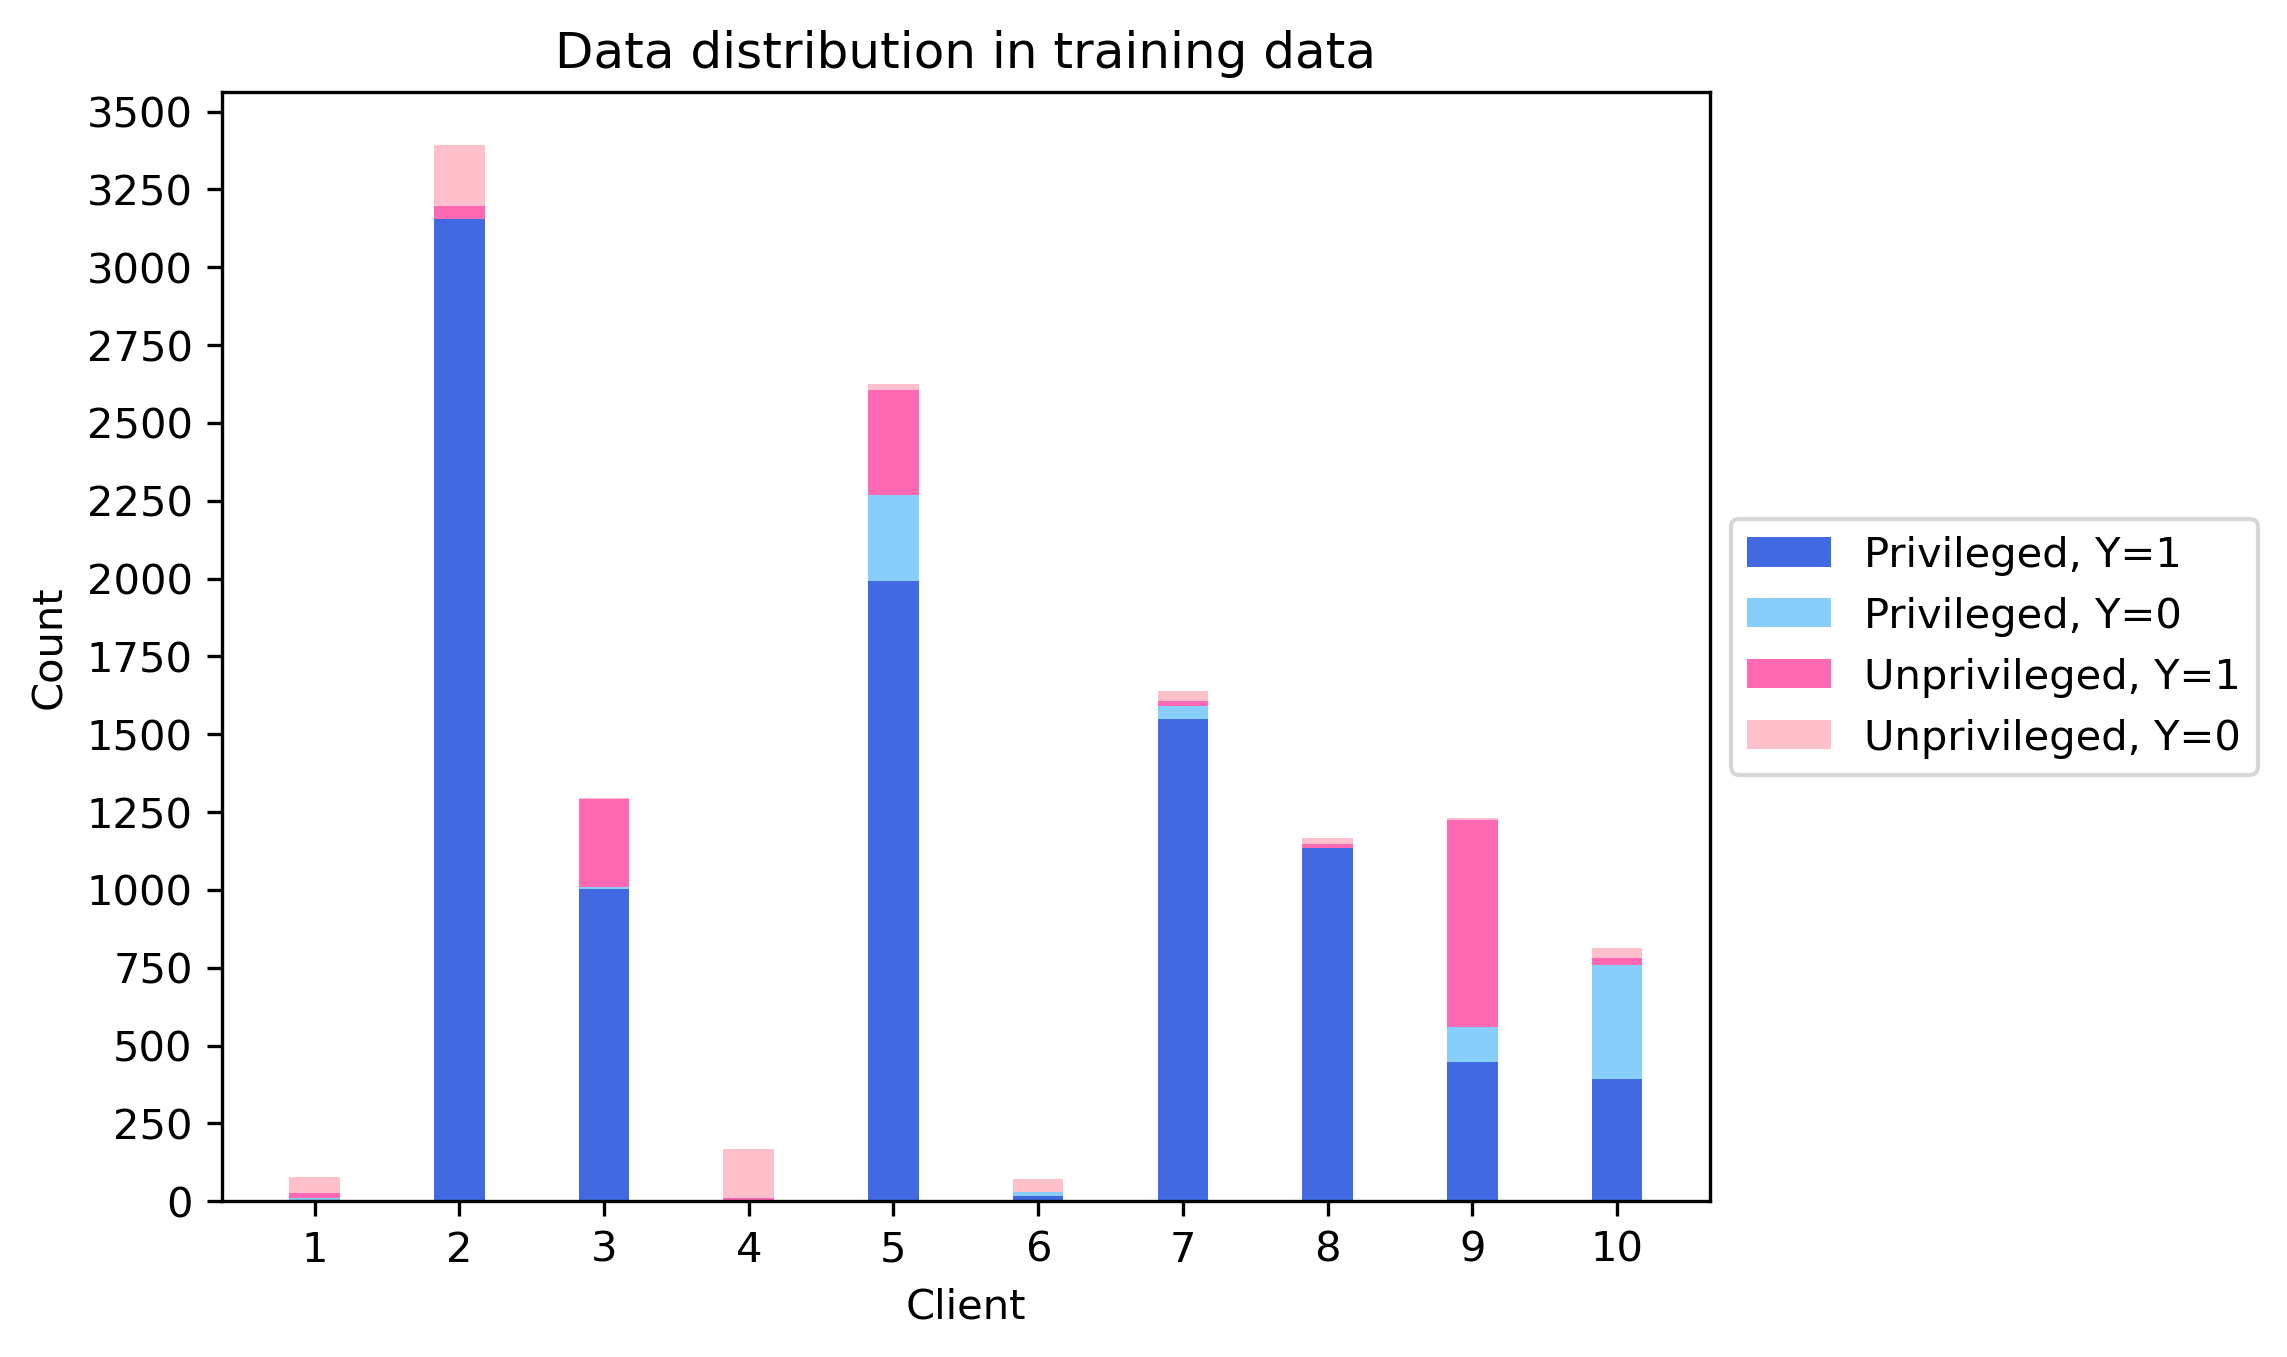 Data distribution in training data
3500
3250
3000
2750
2500
2250
2000
1750
1500
1250
1000
750
500
250
0
Count
1 2 3 4 5 6 7 8 9 10
Client
Privileged, Y=1
Privileged, Y=0
Unprivileged, Y=1
Unprivileged, Y=0